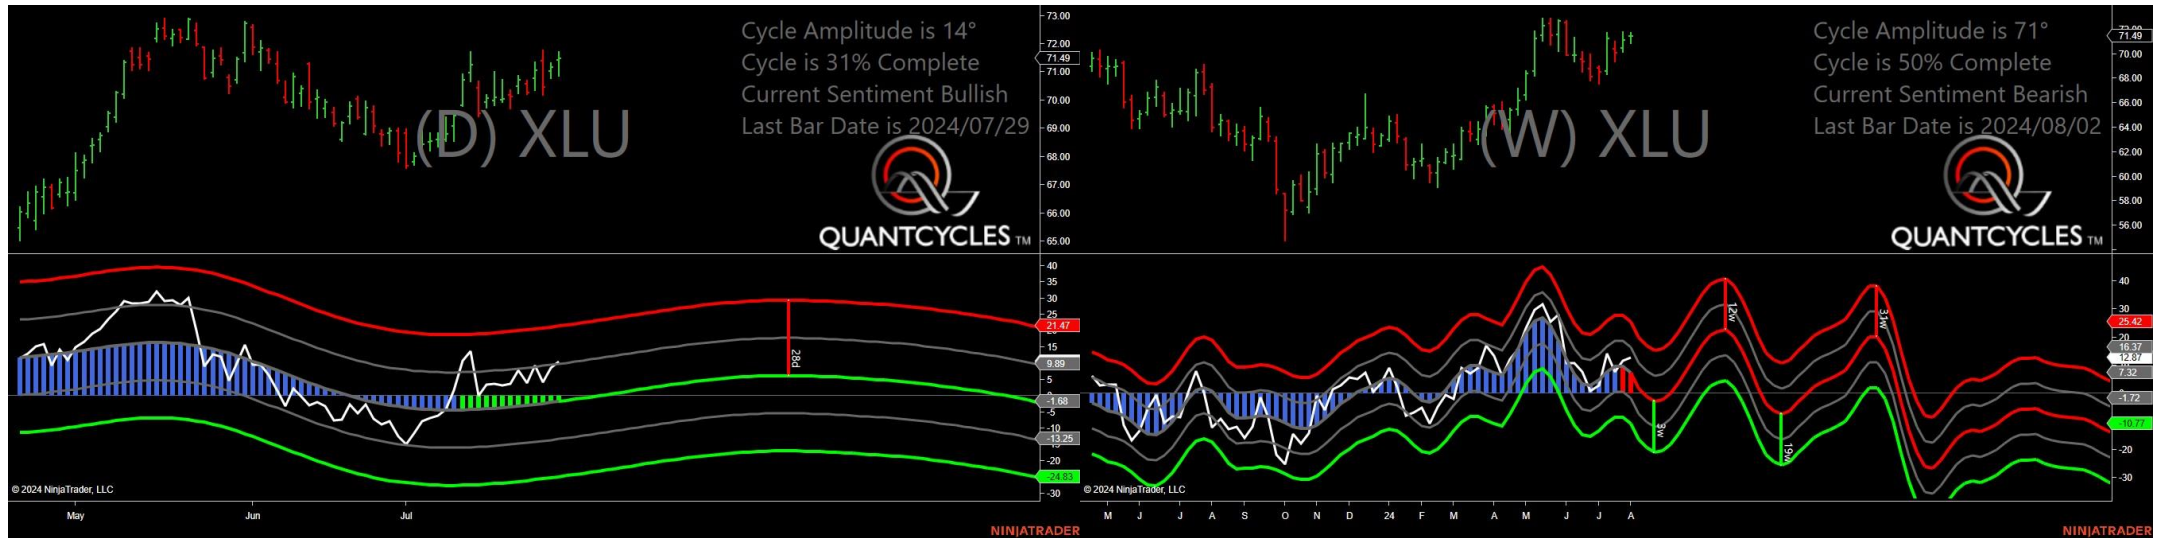 Cycle Amplitude is 14°
Cycle is 31% Complete
Current Sentiment Bullish
Last Bar Date is 2024/07/29
(D) XLU
QUANTCYCLES TM
73.00
72.00
71.49
71.00
70.00
69.00
68.00
67.00
66.00
65.00
40
35
30
25
21.47
15
9.89
5
-1.68
-5
-10
-13.25
-20
-24.83
-30
28d
© 2024 NinjaTrader, LLC
May Jun Jul
NINJATRADER
Cycle Amplitude is 71°
Cycle is 50% Complete
Current Sentiment Bearish
Last Bar Date is 2024/08/02
(W) XLU
QUANTCYCLES TM
72.00
71.49
70.00
68.00
66.00
64.00
62.00
60.00
58.00
56.00
40
30
25.42
20
16.37
12.87
7.32
-1.72
-10.77
-20
-30
3w
12w
19w
31w
© 2024 NinjaTrader, LLC
M J J A S O N D 24 F M A M J J A
NINJATRADER